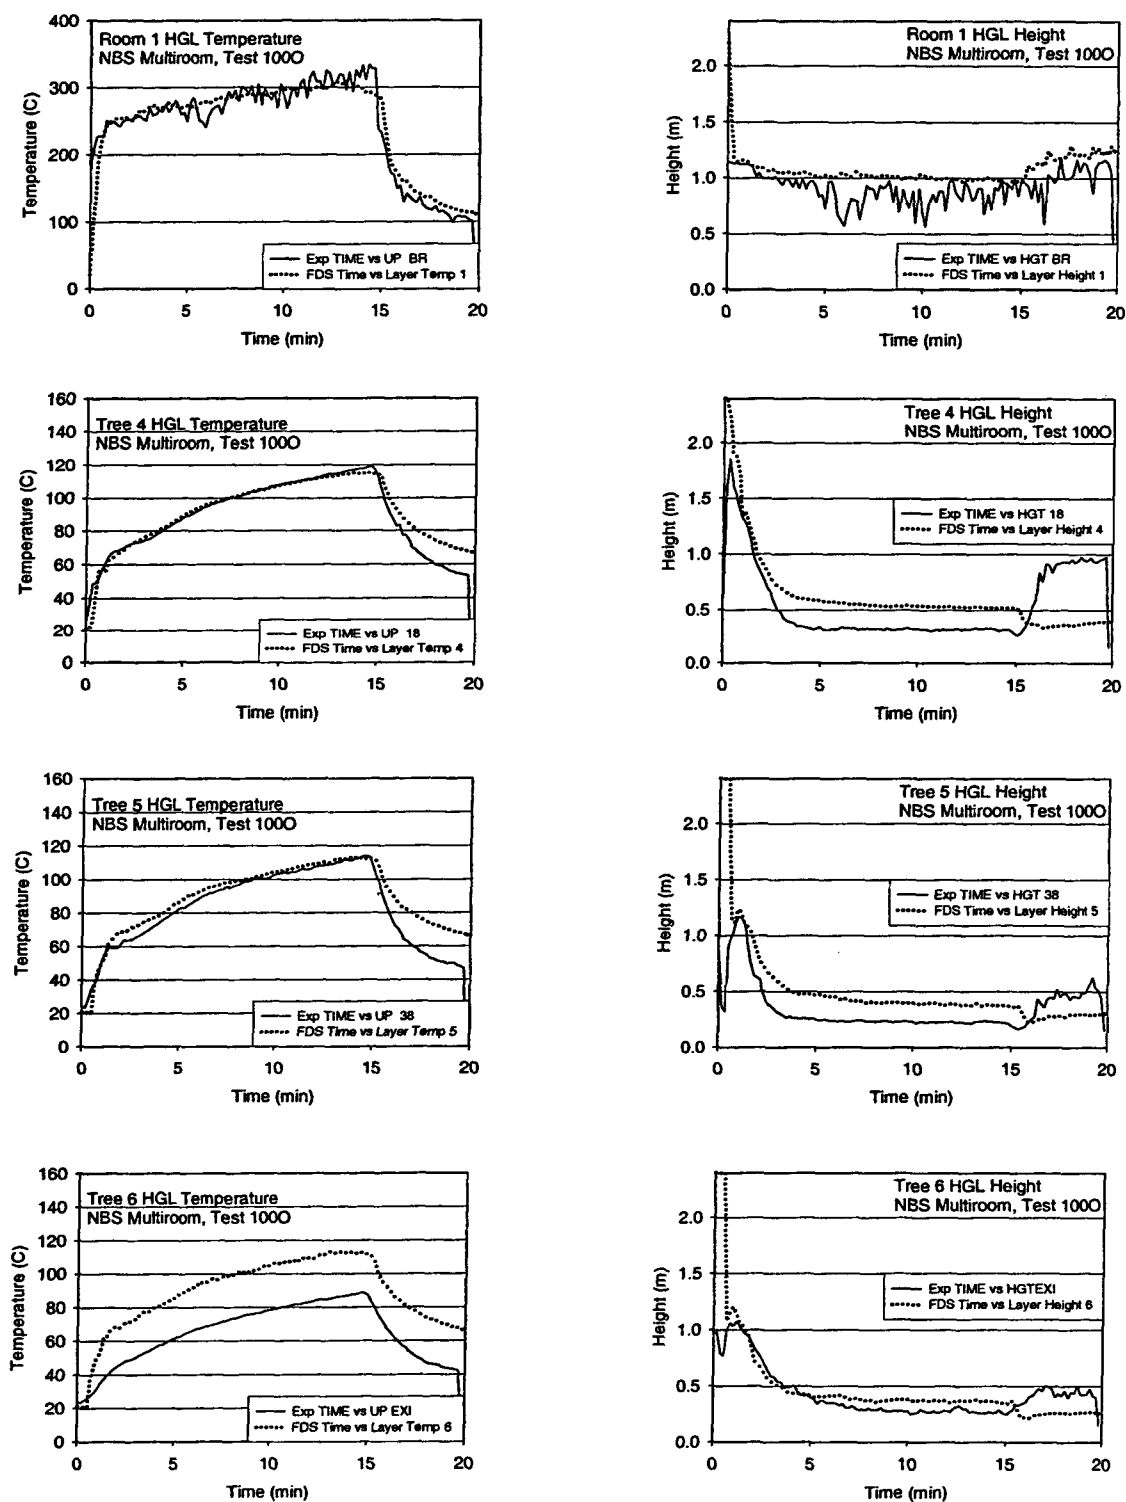 Room 1 HGL Temperature
NBS Multiroom, Test 100O
Temperature (C)
400
300
200
100
0
Exp TIME vs UP BR
FDS Time vs Layer Temp 1
0 5 10 15 20
Time (min)
Room 1 HGL Height
NBS Multiroom, Test 100O
Height (m)
2.0
1.5
1.0
0.5
0.0
Exp TIME vs HGT BR
FDS Time vs Layer Height 1
0 5 10 15 20
Time (min)
Tree 4 HGL Temperature
NBS Multiroom, Test 100O
Temperature (C)
160
140
120
100
80
60
40
20
0
Exp TIME vs UP 18
FDS Time vs Layer Temp 4
0 5 10 15 20
Time (min)
Tree 4 HGL Height
NBS Multiroom, Test 100O
Height (m)
2.0
1.5
1.0
0.5
0.0
Exp TIME vs HGT 18
FDS Time vs Layer Height 4
0 5 10 15 20
Time (min)
Tree 5 HGL Temperature
NBS Multiroom, Test 100O
Temperature (C)
160
140
120
100
80
60
40
20
0
Exp TIME vs UP 38
FDS Time vs Layer Temp 5
0 5 10 15 20
Time (min)
Tree 5 HGL Height
NBS Multiroom, Test 100O
Height (m)
2.0
1.5
1.0
0.5
0.0
Exp TIME vs HGT 38
FDS Time vs Layer Height 5
0 5 10 15 20
Time (min)
Tree 6 HGL Temperature
NBS Multiroom, Test 100O
Temperature (C)
160
140
120
100
80
60
40
20
0
Exp TIME vs UP EXI
FDS Time vs Layer Temp 6
0 5 10 15 20
Time (min)
Tree 6 HGL Height
NBS Multiroom, Test 100O
Height (m)
2.0
1.5
1.0
0.5
0.0
Exp TIME vs HGTEXI
FDS Time vs Layer Height 6
0 5 10 15 20
Time (min)